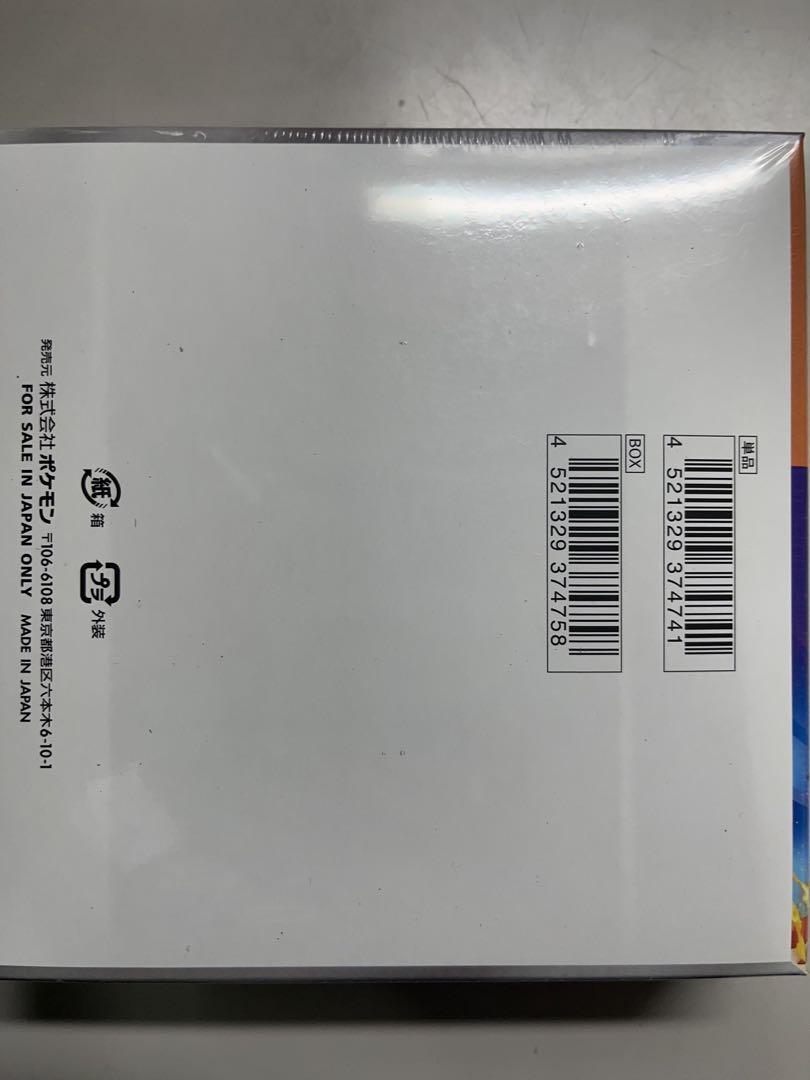 単品
4 521329 374741
BOX
4 521329 374758
紙 箱 プラ 外装
発売元 株式会社ポケモン 〒106-6108 東京都港区六本木6-10-1
FOR SALE IN JAPAN ONLY MADE IN JAPAN